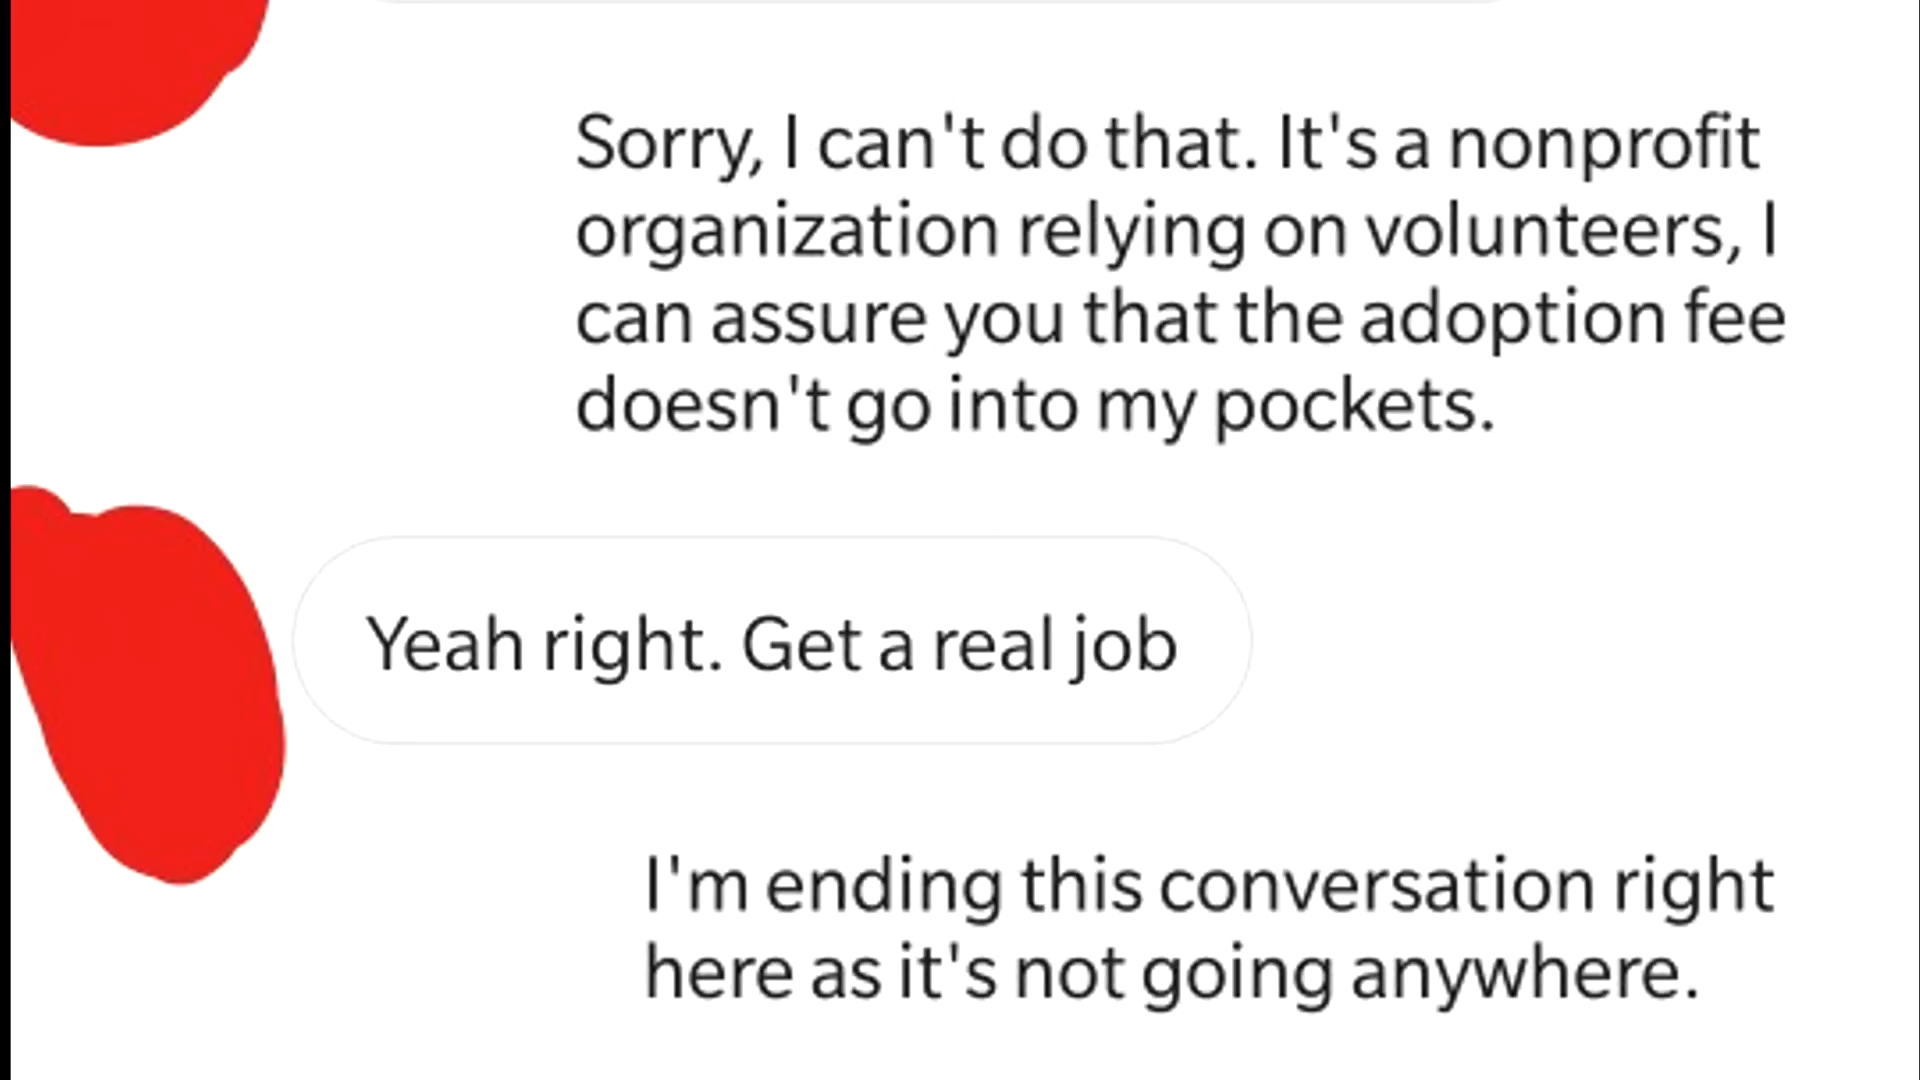 Sorry, I can't do that. It's a nonprofit
organization relying on volunteers, I
can assure you that the adoption fee
doesn't go into my pockets.
Yeah right. Get a real job
I'm ending this conversation right
here as it's not going anywhere.